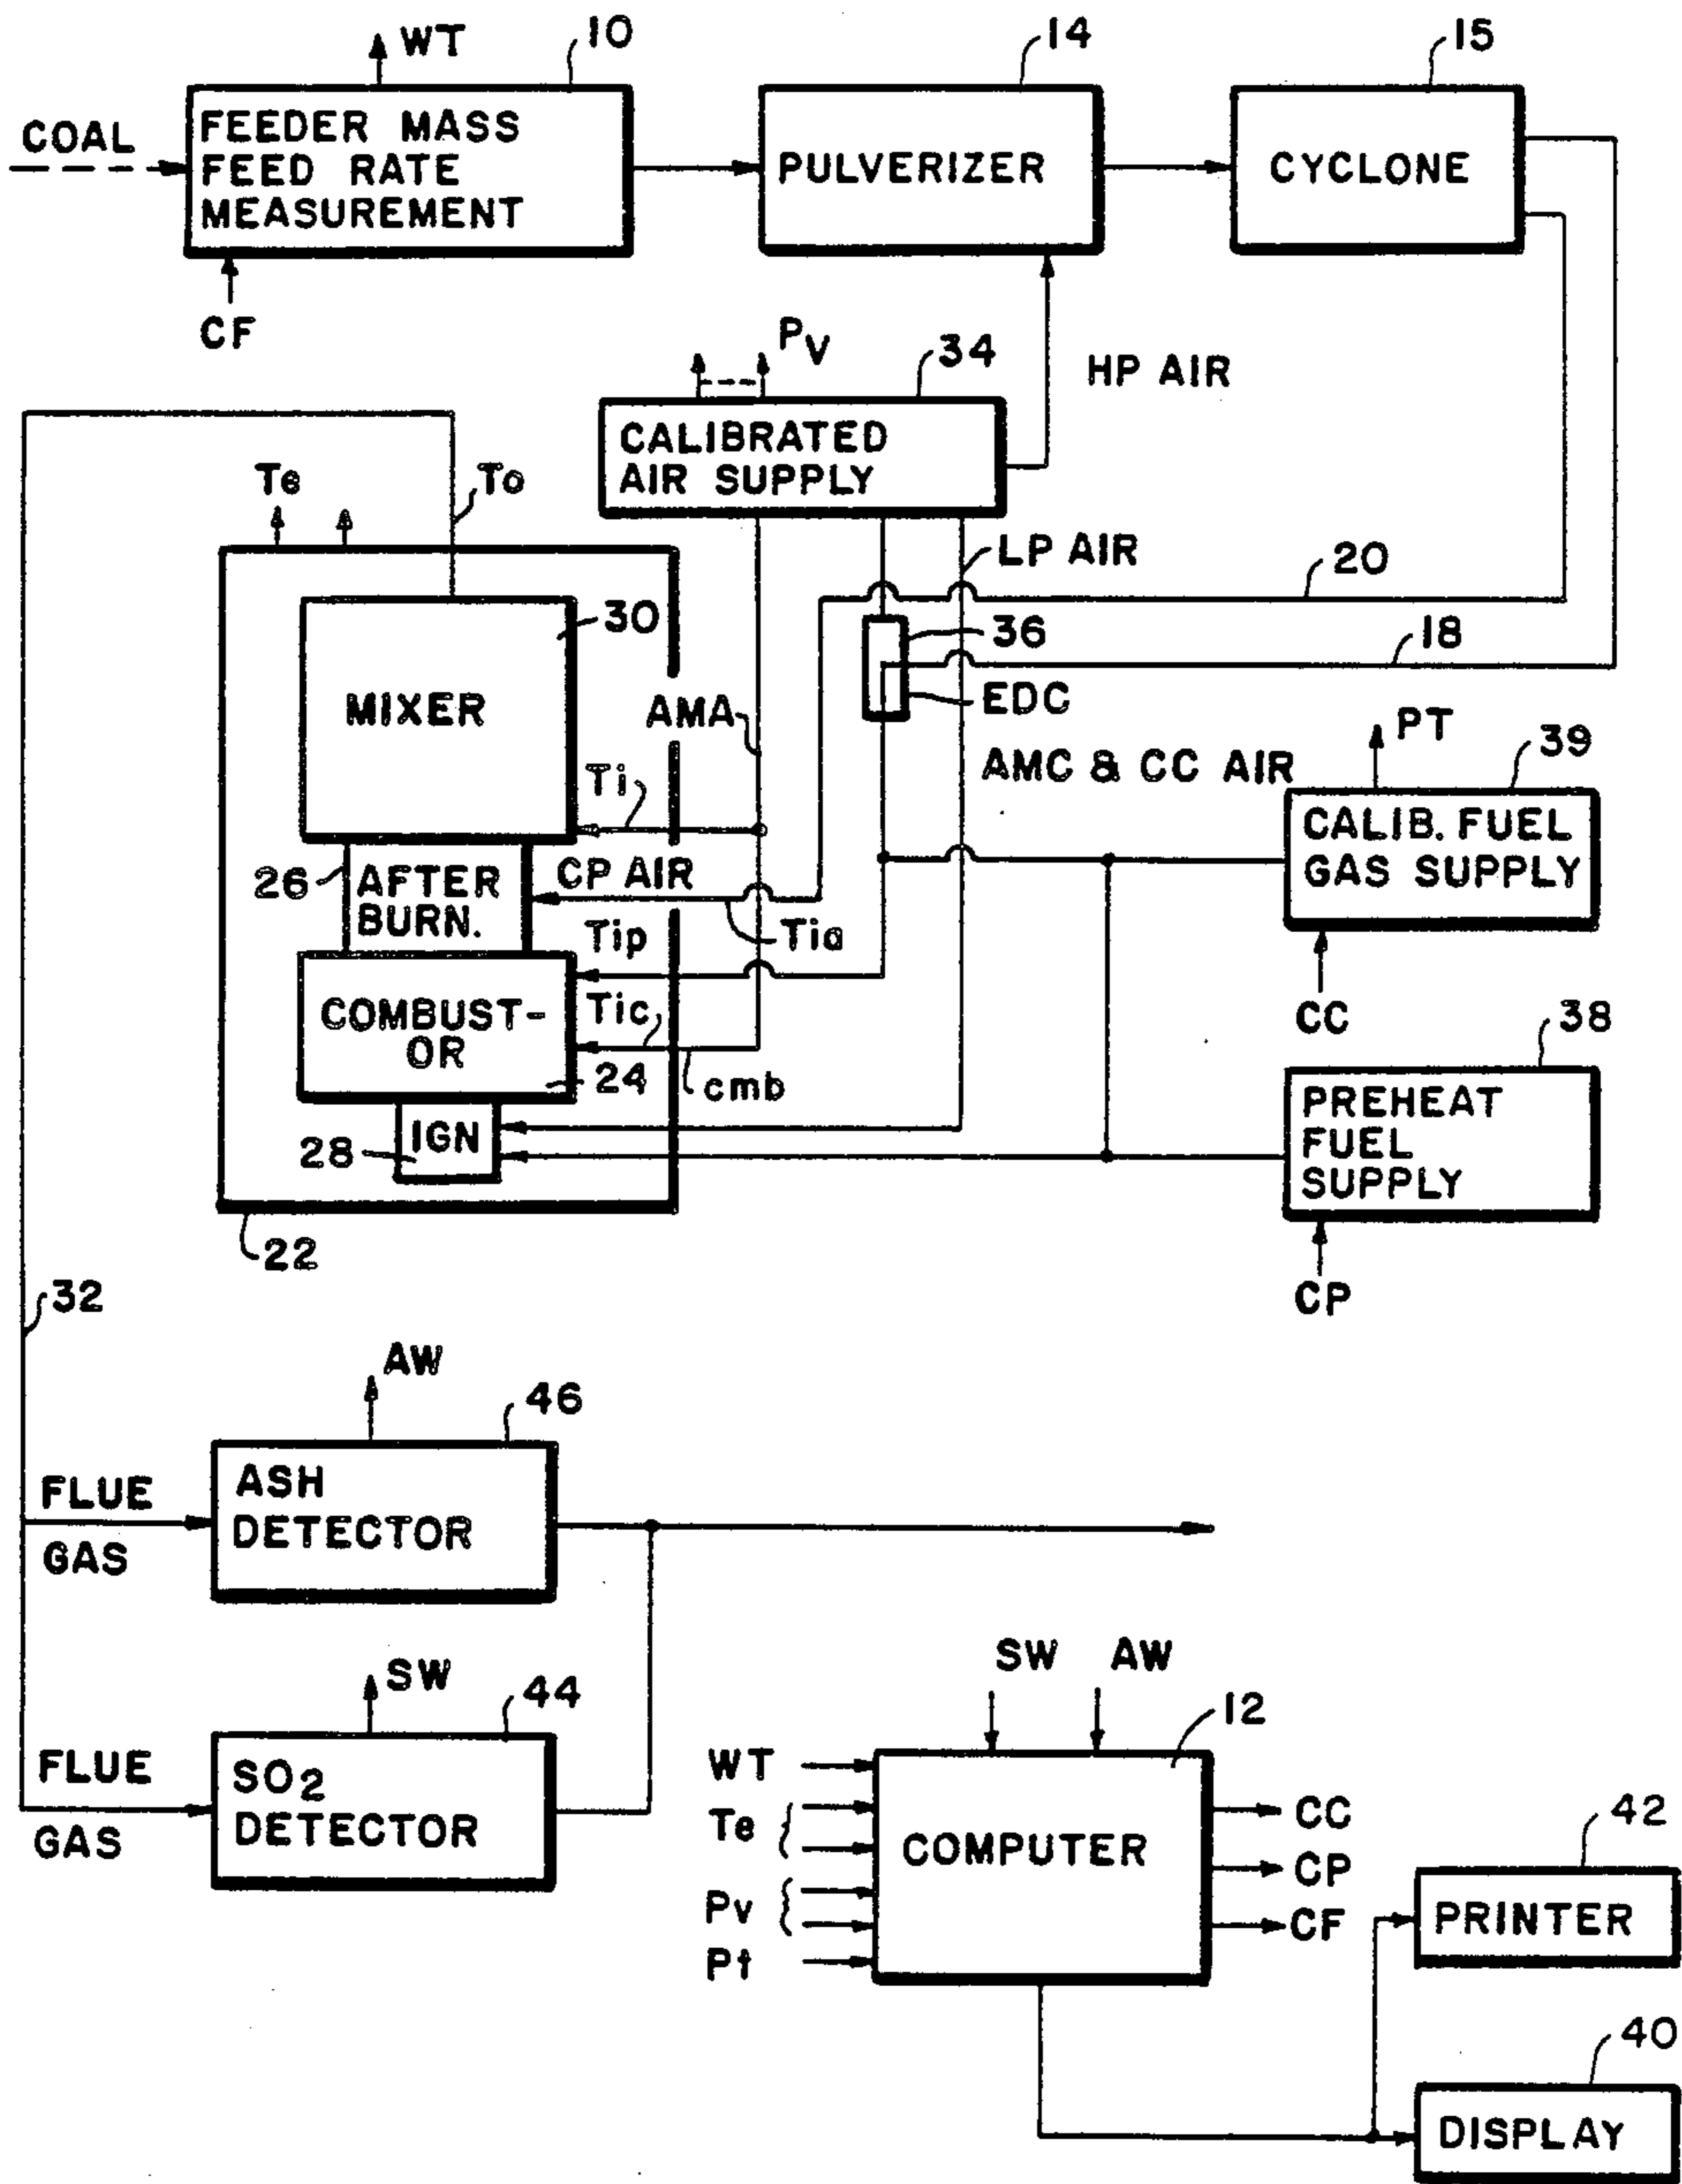 WT
10
14
15
COAL
FEEDER MASS
FEED RATE
MEASUREMENT
PULVERIZER
CYCLONE
CF
PV
34
HP AIR
CALIBRATED
AIR SUPPLY
Te
To
LP AIR
20
30
36
18
MIXER
AMA
EDC
PT
39
AMC & CC AIR
Ti
CALIB. FUEL
GAS SUPPLY
26
AFTER
BURN.
CP AIR
Tip
Tia
COMBUST-
OR
Tic
CC
38
24
cmb
PREHEAT
FUEL
SUPPLY
IGN
28
22
CP
32
AW
46
FLUE
GAS
ASH
DETECTOR
SW
44
SW AW
12
FLUE
GAS
SO2
DETECTOR
WT
Te
Pv
Pt
COMPUTER
CC
CP
CF
42
PRINTER
40
DISPLAY